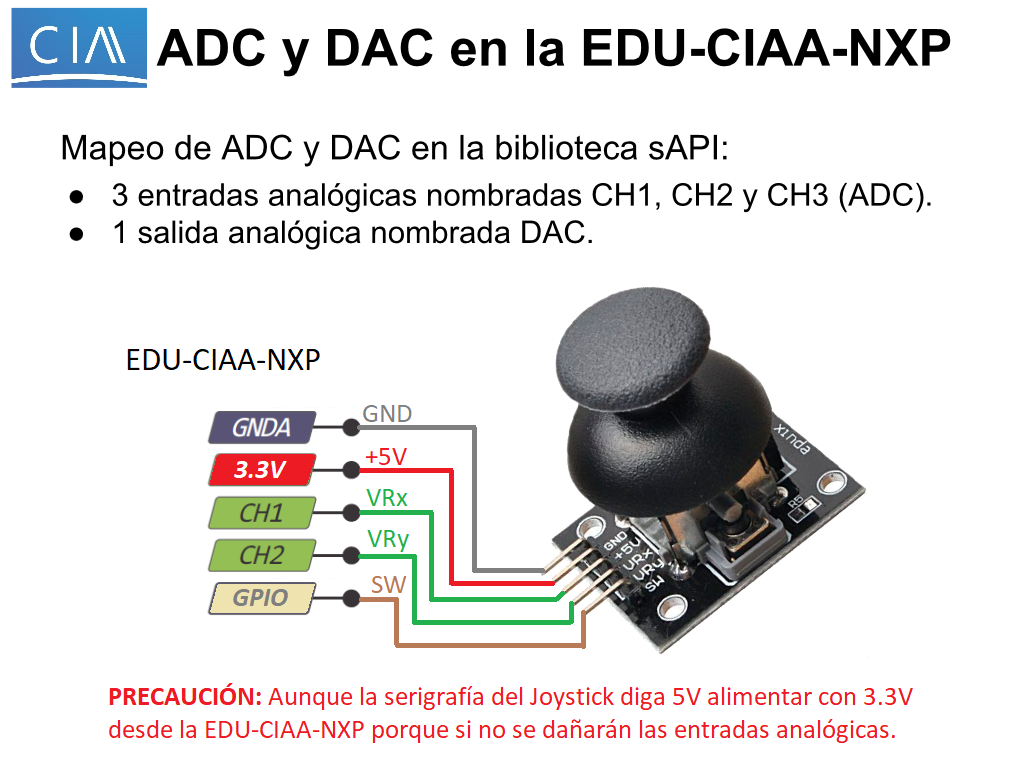 CIAA
ADC y DAC en la EDU-CIAA-NXP
Mapeo de ADC y DAC en la biblioteca sAPI:
● 3 entradas analógicas nombradas CH1, CH2 y CH3 (ADC).
● 1 salida analógica nombrada DAC.
EDU-CIAA-NXP
GNDA GND
3.3V +5V
CH1 VRx
CH2 VRy
GPIO SW
xinda
R5
GND
+5V
VRx
VRy
SW
PRECAUCIÓN: Aunque la serigrafía del Joystick diga 5V alimentar con 3.3V
desde la EDU-CIAA-NXP porque si no se dañarán las entradas analógicas.